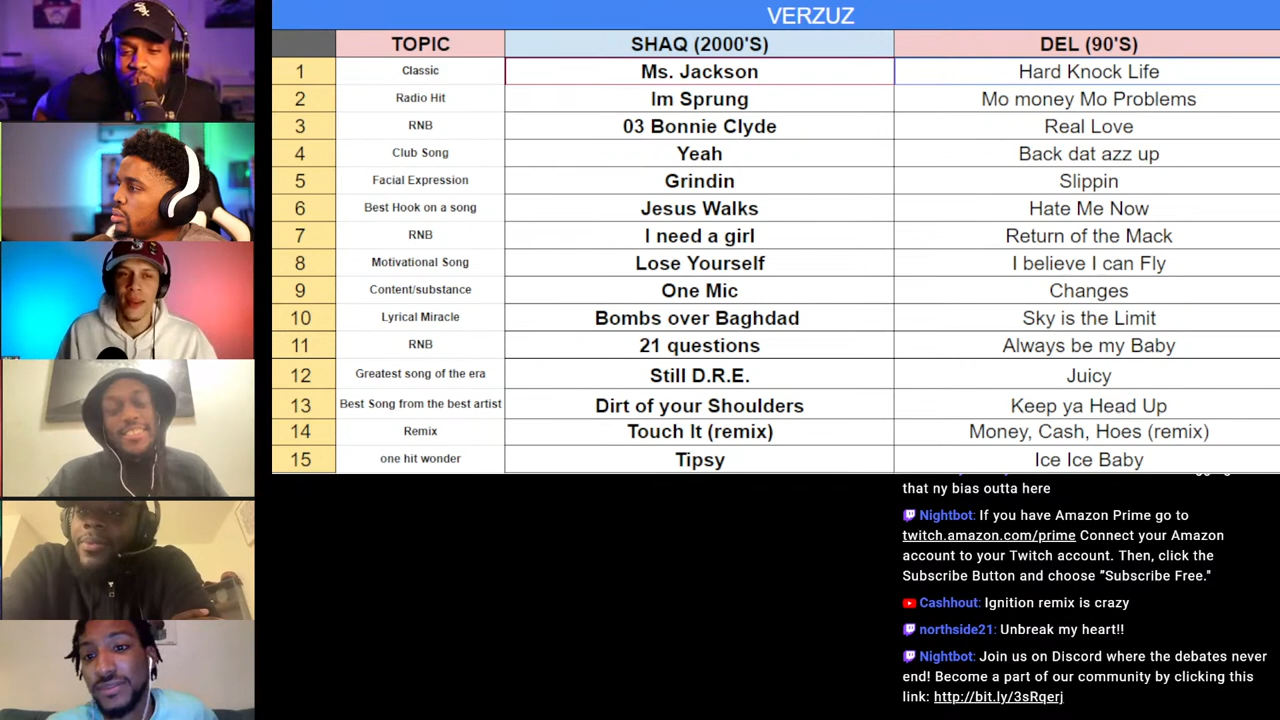 VERZUZ
TOPIC SHAQ (2000'S) DEL (90'S)
1 Classic Ms. Jackson Hard Knock Life
2 Radio Hit Im Sprung Mo money Mo Problems
3 RNB 03 Bonnie Clyde Real Love
4 Club Song Yeah Back dat azz up
5 Facial Expression Grindin Slippin
6 Best Hook on a song Jesus Walks Hate Me Now
7 RNB I need a girl Return of the Mack
8 Motivational Song Lose Yourself I believe I can Fly
9 Content/substance One Mic Changes
10 Lyrical Miracle Bombs over Baghdad Sky is the Limit
11 RNB 21 questions Always be my Baby
12 Greatest song of the era Still D.R.E. Juicy
13 Best Song from the best artist Dirt of your Shoulders Keep ya Head Up
14 Remix Touch It (remix) Money, Cash, Hoes (remix)
15 one hit wonder Tipsy Ice Ice Baby
that ny bias outta here
Nightbot: If you have Amazon Prime go to
twitch.amazon.com/prime Connect your Amazon
account to your Twitch account. Then, click the
Subscribe Button and choose "Subscribe Free."
Cashhout: Ignition remix is crazy
northside21: Unbreak my heart!!
Nightbot: Join us on Discord where the debates never
end! Become a part of our community by clicking this
link: http://bit.ly/3sRqerj